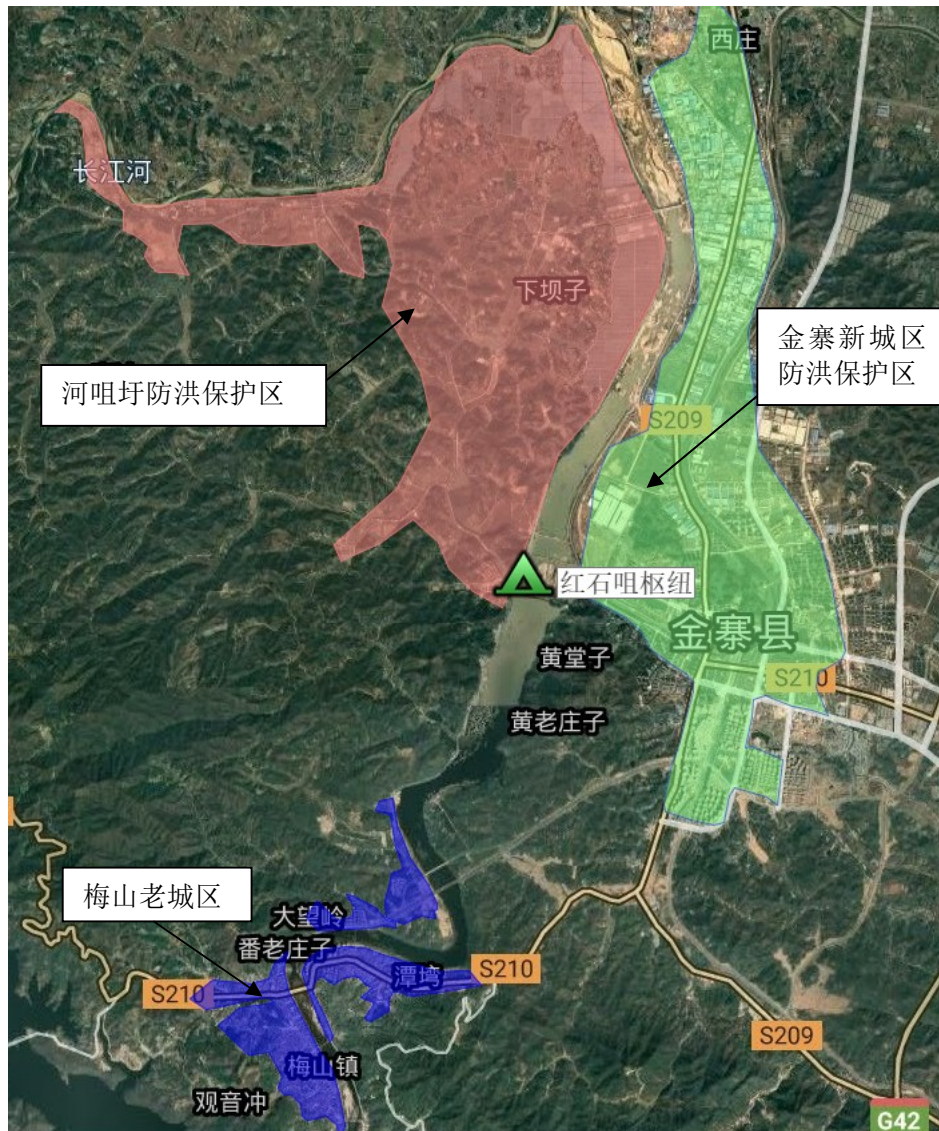 西庄
长江河
下坝子
金寨新城区
防洪保护区
河咀圩防洪保护区
S209
红石咀枢纽
金寨县
黄堂子
S210
黄老庄子
梅山老城区
大望岭
番老庄子
潭塆
S210
S210
S209
梅山镇
观音冲
G42